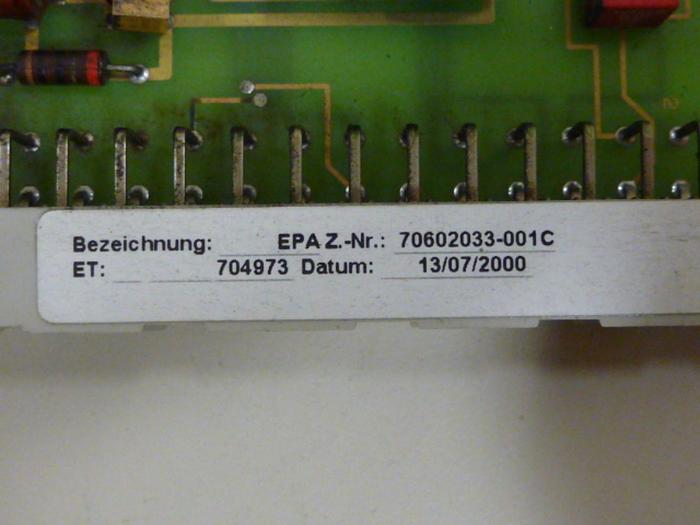 Bezeichnung: EPA Z.-Nr.: 70602033-001C
ET: 704973 Datum: 13/07/2000